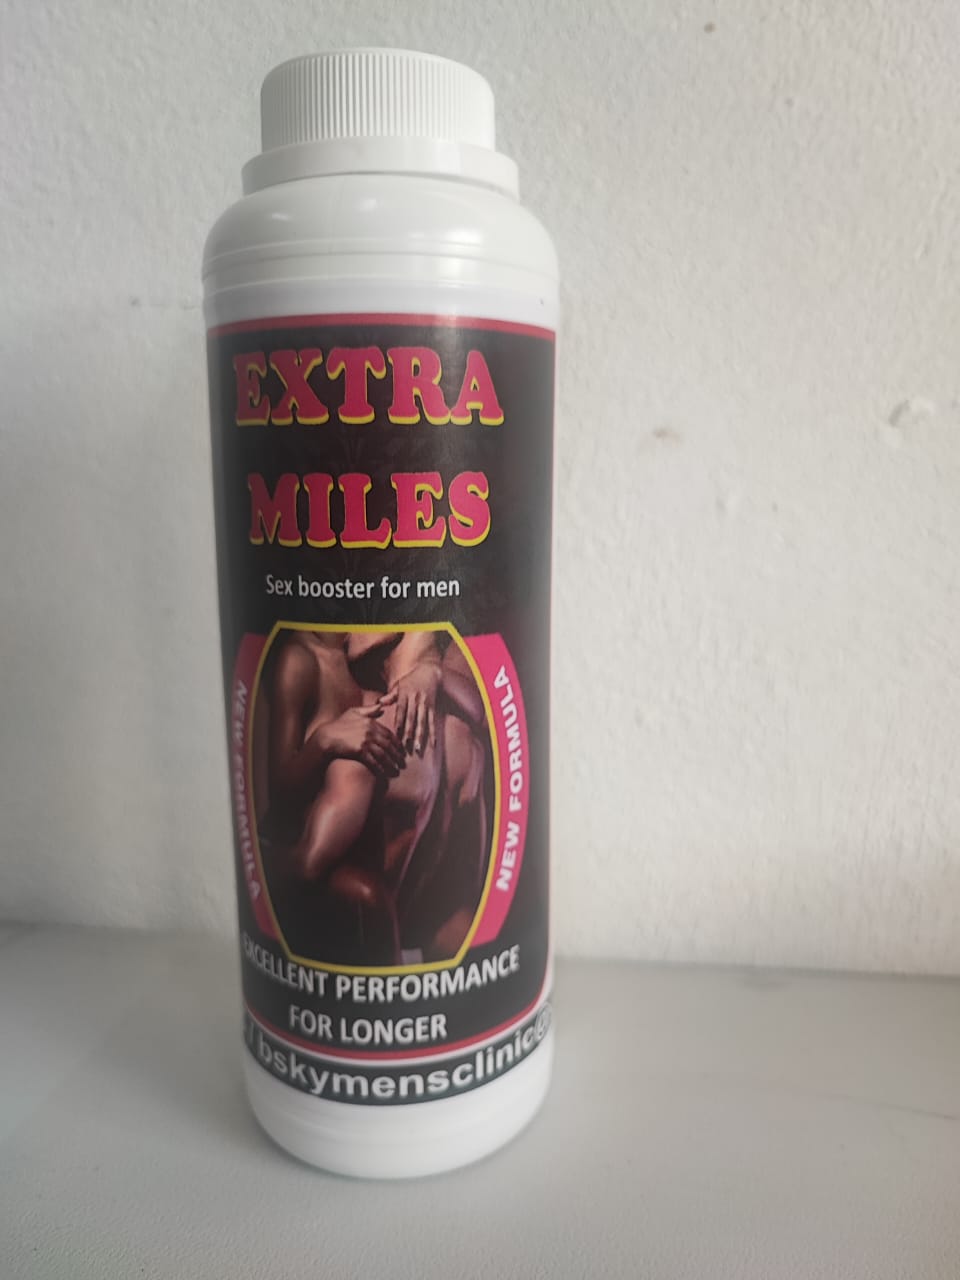 EXTRA
MILES
Sex booster for men
NEW FORMULA
NEW FORMULA
EXCELLENT PERFORMANCE
FOR LONGER
bskymensclinic@